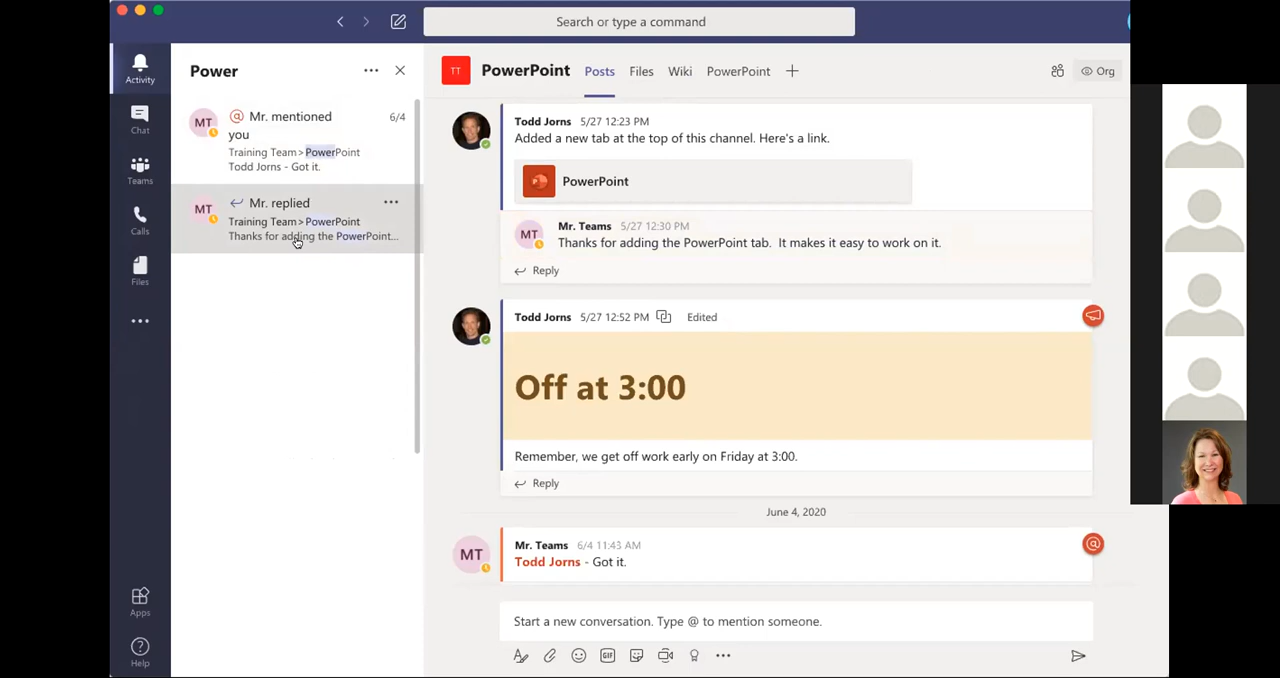 Search or type a command
Activity
Chat
Teams
Calls
Files
Apps
Help
Power
MT
@ Mr. mentioned
you
6/4
Training Team > PowerPoint
Todd Jorns - Got it.
MT
Mr. replied
Training Team > PowerPoint
Thanks for adding the PowerPoint...
TT
PowerPoint
Posts
Files
Wiki
PowerPoint
Org
Todd Jorns 5/27 12:23 PM
Added a new tab at the top of this channel. Here's a link.
PowerPoint
MT
Mr. Teams 5/27 12:30 PM
Thanks for adding the PowerPoint tab. It makes it easy to work on it.
Reply
Todd Jorns 5/27 12:52 PM Edited
Off at 3:00
Remember, we get off work early on Friday at 3:00.
Reply
June 4, 2020
MT
Mr. Teams 6/4 11:43 AM
@
Todd Jorns - Got it.
Start a new conversation. Type @ to mention someone.
GIF